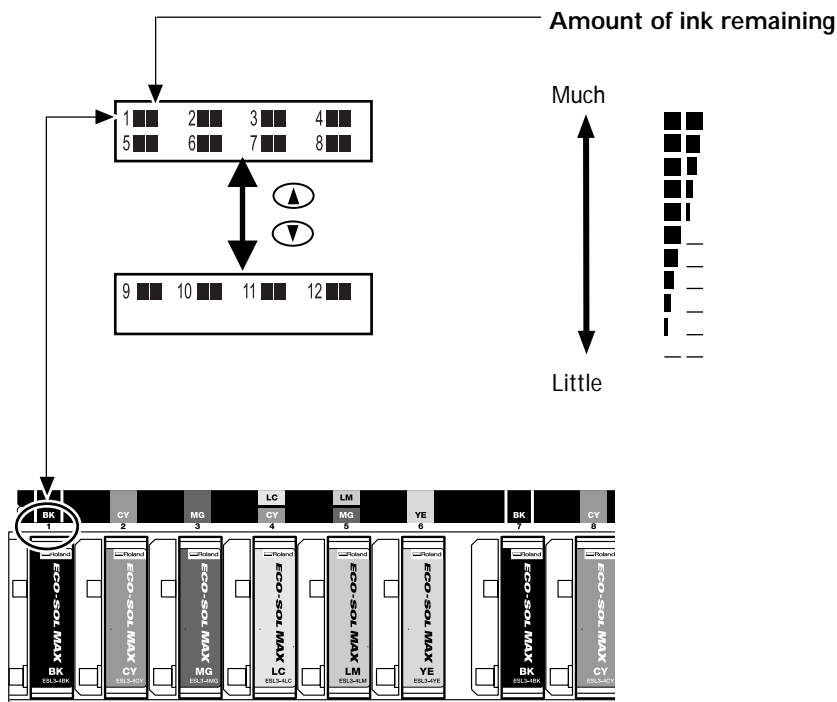 Amount of ink remaining
Much
1 2 3 4
5 6 7 8
9 10 11 12
Little
LC LM
BK CY MG CY MG YE BK CY
1 2 3 4 5 6 7 8
Roland Roland Roland Roland Roland Roland Roland Roland
ECO-SOL MAX ECO-SOL MAX ECO-SOL MAX ECO-SOL MAX ECO-SOL MAX ECO-SOL MAX ECO-SOL MAX ECO-SOL MAX
BK CY MG LC LM YE BK CY
ESL3-4BK ESL3-4CY ESL3-4MG ESL3-4LC ESL3-4LM ESL3-4YE ESL3-4BK ESL3-4CY